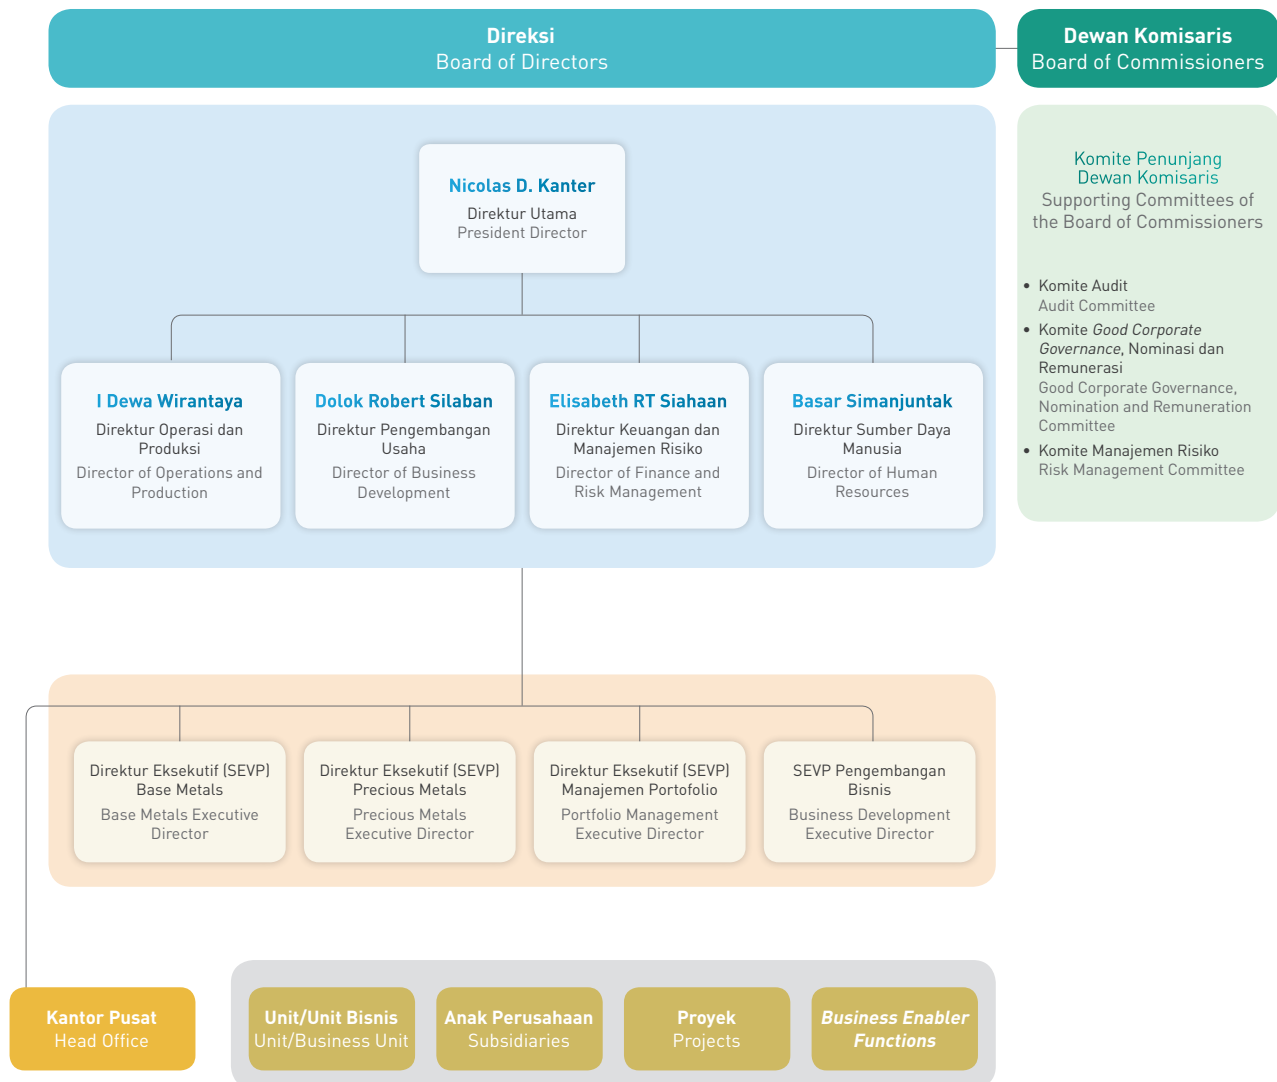 Direksi
Board of Directors
Dewan Komisaris
Board of Commissioners
Nicolas D. Kanter
Direktur Utama
President Director
I Dewa Wirantaya
Direktur Operasi dan
Produksi
Director of Operations and
Production
Dolok Robert Silaban
Direktur Pengembangan
Usaha
Director of Business
Development
Elisabeth RT Siahaan
Direktur Keuangan dan
Manajemen Risiko
Director of Finance and
Risk Management
Basar Simanjuntak
Direktur Sumber Daya
Manusia
Director of Human
Resources
Komite Penunjang
Dewan Komisaris
Supporting Committees of
the Board of Commissioners
• Komite Audit
Audit Committee
• Komite Good Corporate
Governance, Nominasi dan
Remunerasi
Good Corporate Governance,
Nomination and Remuneration
Committee
• Komite Manajemen Risiko
Risk Management Committee
Direktur Eksekutif (SEVP)
Base Metals
Base Metals Executive
Director
Direktur Eksekutif (SEVP)
Precious Metals
Precious Metals
Executive Director
Direktur Eksekutif (SEVP)
Manajemen Portofolio
Portfolio Management
Executive Director
SEVP Pengembangan
Bisnis
Business Development
Executive Director
Kantor Pusat
Head Office
Unit/Unit Bisnis
Unit/Business Unit
Anak Perusahaan
Subsidiaries
Proyek
Projects
Business Enabler
Functions